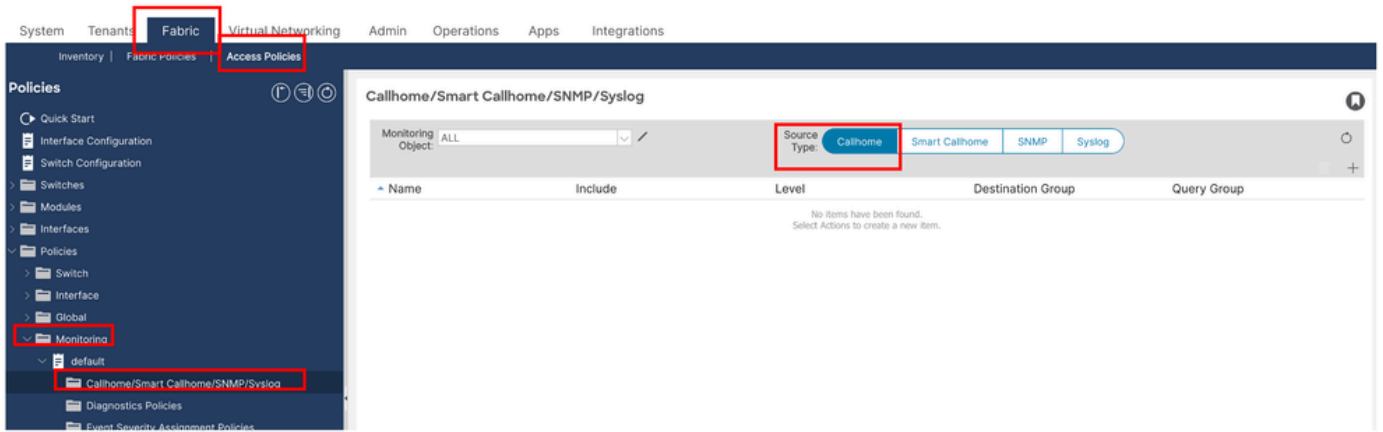 System Tenants Fabric Virtual Networking Admin Operations Apps Integrations
Inventory | Fabric Policies | Access Policies
Policies
Quick Start
Interface Configuration
Switch Configuration
Switches
Modules
Interfaces
Policies
Switch
Interface
Global
Monitoring
default
Callhome/Smart Callhome/SNMP/Syslog
Diagnostics Policies
Event Severity Assignment Policies
Callhome/Smart Callhome/SNMP/Syslog
Monitoring Object: ALL
Source Type: Callhome Smart Callhome SNMP Syslog
Name Include Level Destination Group Query Group
No items have been found.
Select Actions to create a new item.